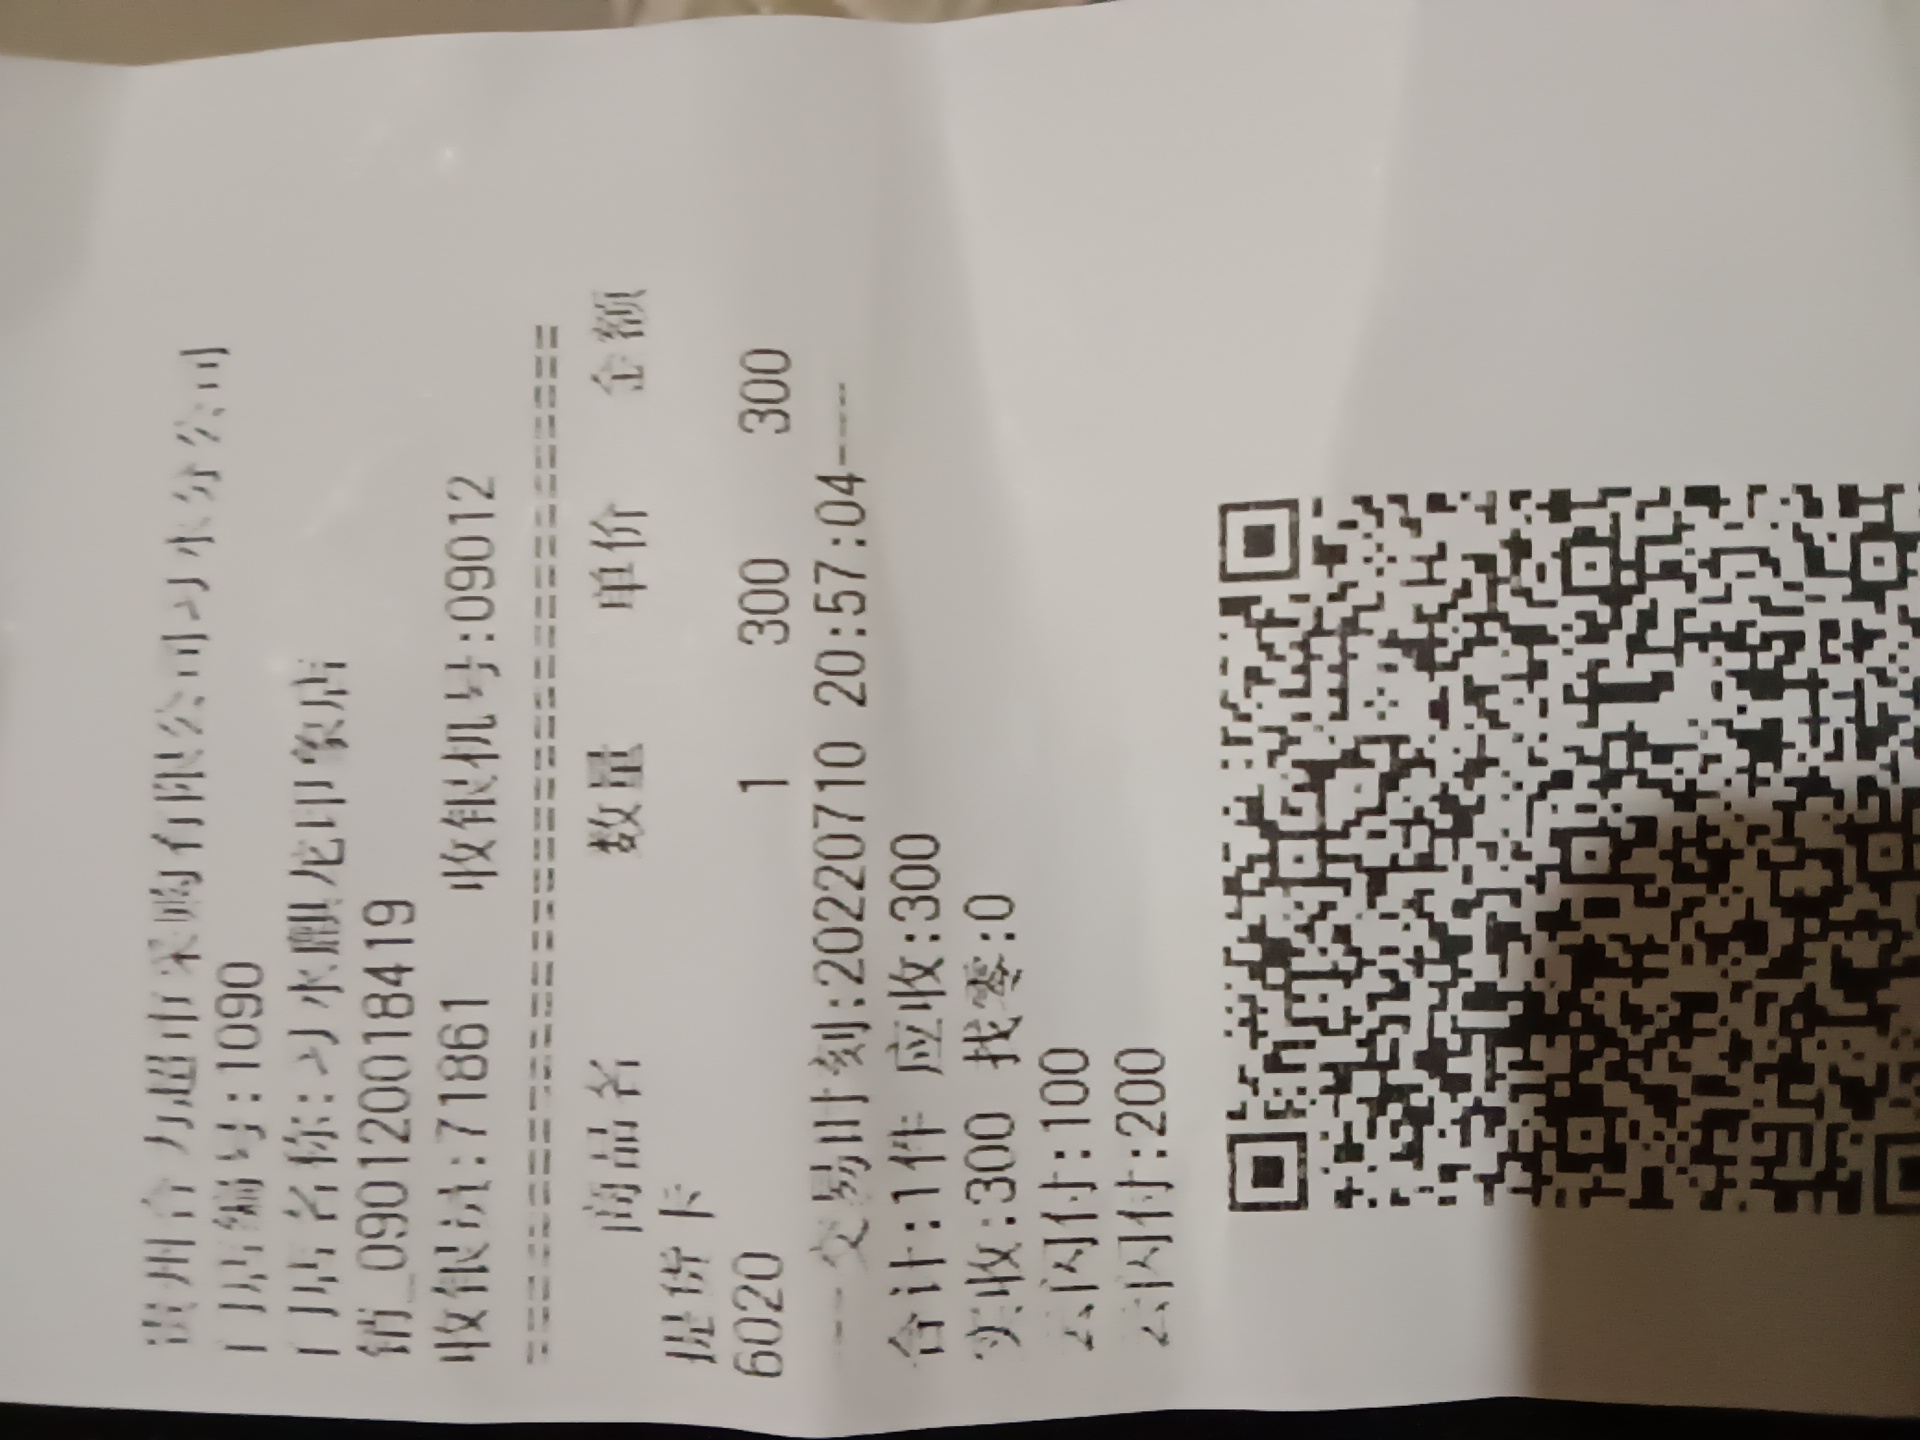 贵州合力超市采购有限公司习水分公司
门店编号:1090
门店名称:习水麒龙印象店
销_090120018419
收银员:71861 收银机号:09012
==========================
商品名 数量 单价 金额
提货卡
6020 1 300 300
---交易时刻:20220710 20:57:04----
合计:1件 应收:300
实收:300 找零:0
云闪付:100
云闪付:200